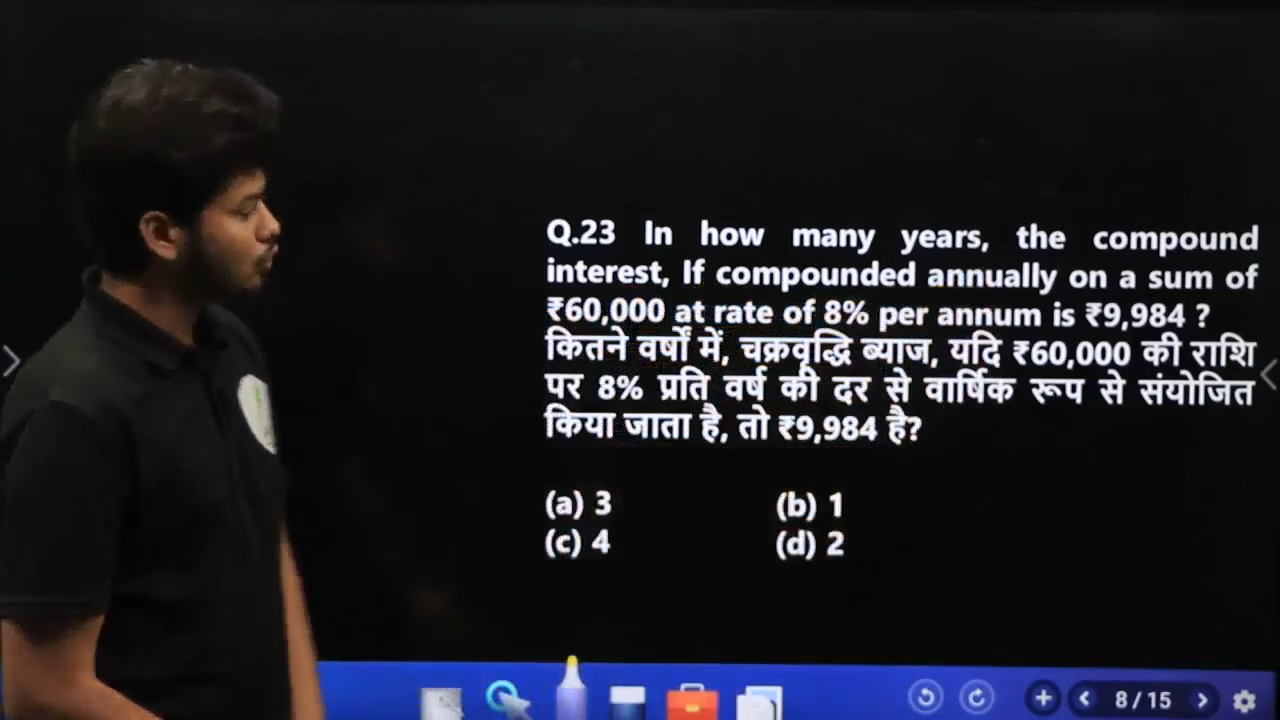 Q.23 In how many years, the compound
interest, If compounded annually on a sum of
₹60,000 at rate of 8% per annum is ₹9,984 ?
कितने वर्षों में, चक्रवृद्धि ब्याज, यदि ₹60,000 की राशि
पर 8% प्रति वर्ष की दर से वार्षिक रूप से संयोजित
किया जाता है, तो ₹9,984 है?
(a) 3 (b) 1
(c) 4 (d) 2
8 / 15